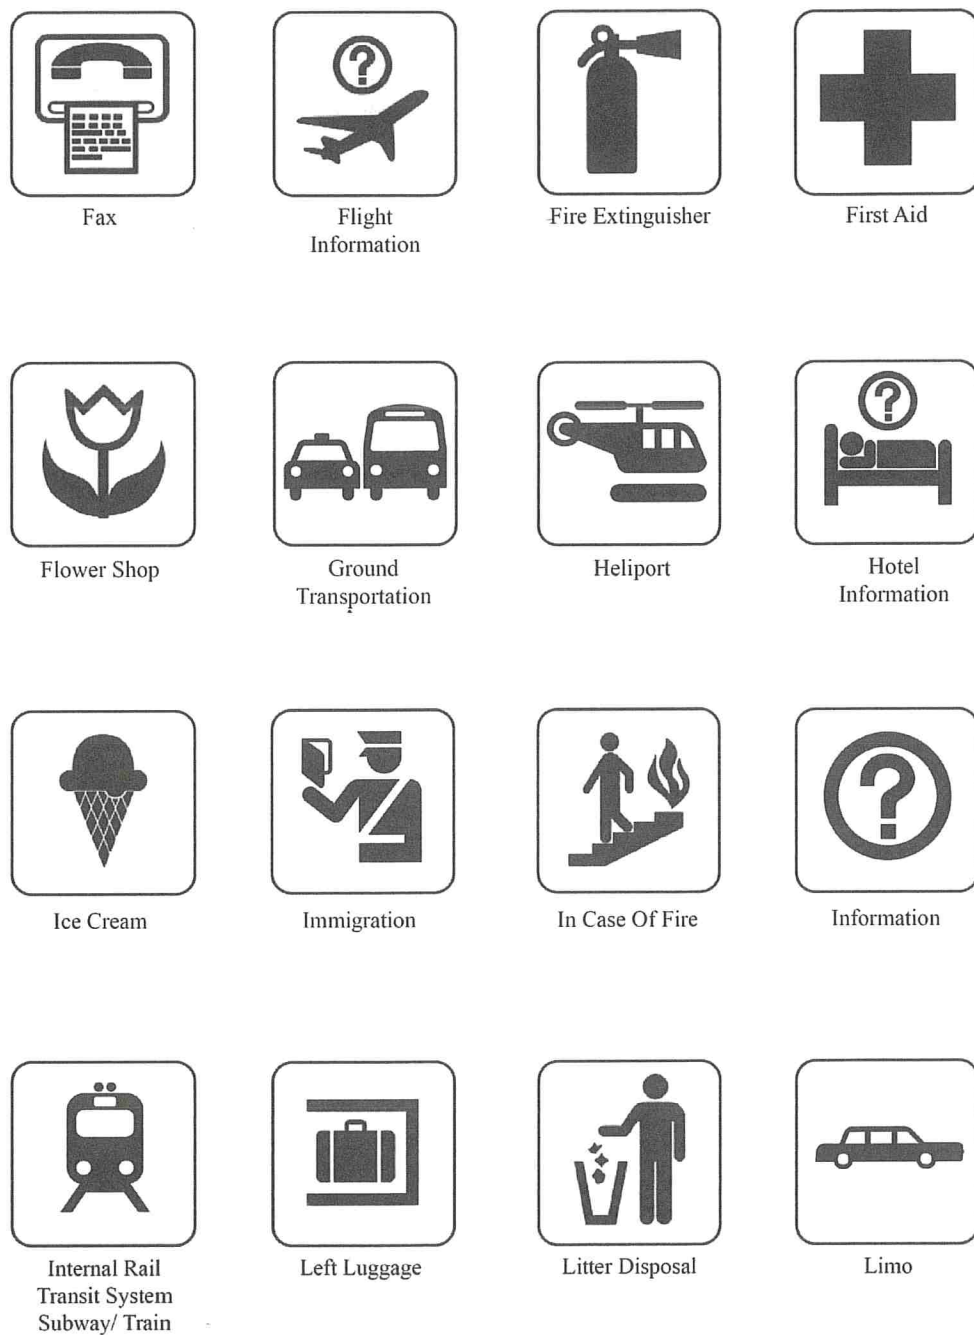 Fax
Flight
Information
Fire Extinguisher
First Aid
Flower Shop
Ground
Transportation
Heliport
Hotel
Information
Ice Cream
Immigration
In Case Of Fire
Information
Internal Rail
Transit System
Subway/ Train
Left Luggage
Litter Disposal
Limo